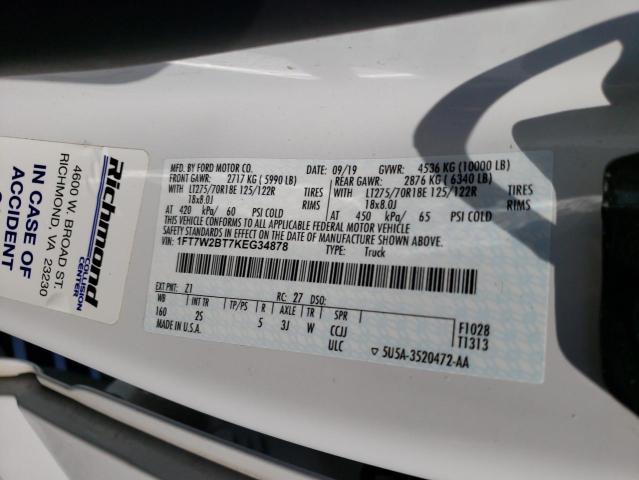 Richmond
COLLISION
CENTER
4600 W. BROAD ST.
RICHMOND, VA 23230
IN CASE OF
ACCIDENT
MFD. BY FORD MOTOR CO.
FRONT GAWR: 2717 KG ( 5990 LB)
WITH LT275/70R18E 125/122R TIRES
18x8.0J RIMS
AT 420 kPa/ 60 PSI COLD
09/19 GVWR: 4536 KG (10000 LB)
REAR GAWR: 2876 KG ( 6340 LB)
WITH LT275/70R18E 125/122R TIRES
18x8.0J RIMS
AT 450 kPa/ 65 PSI COLD
THIS VEHICLE CONFORMS TO ALL APPLICABLE FEDERAL MOTOR VEHICLE
SAFETY STANDARDS IN EFFECT ON THE DATE OF MANUFACTURE SHOWN ABOVE.
VIN: 1FT7W2BT7KEG34878
TYPE: Truck
EXT PNT: Z1 RC: 27 DSO:
WB INT TR TP/PS R AXLE TR SPR
160 25 5 3J W CCJJ
MADE IN U.S.A. ULC
F1028
T1313
5U5A-3520472-AA